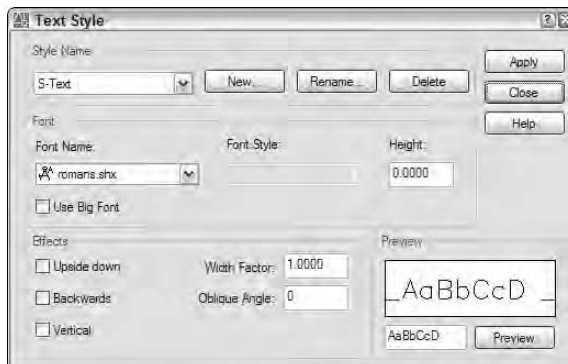 Text Style
Style Name
S-Text
New...
Rename...
Delete
Apply
Close
Help
Font
Font Name:
Font Style:
Height:
romans.shx
0.0000
Use Big Font
Effects
Upside down
Backwards
Vertical
Width Factor: 1.0000
Oblique Angle: 0
Preview
AaBbCcD
AaBbCcD
Preview